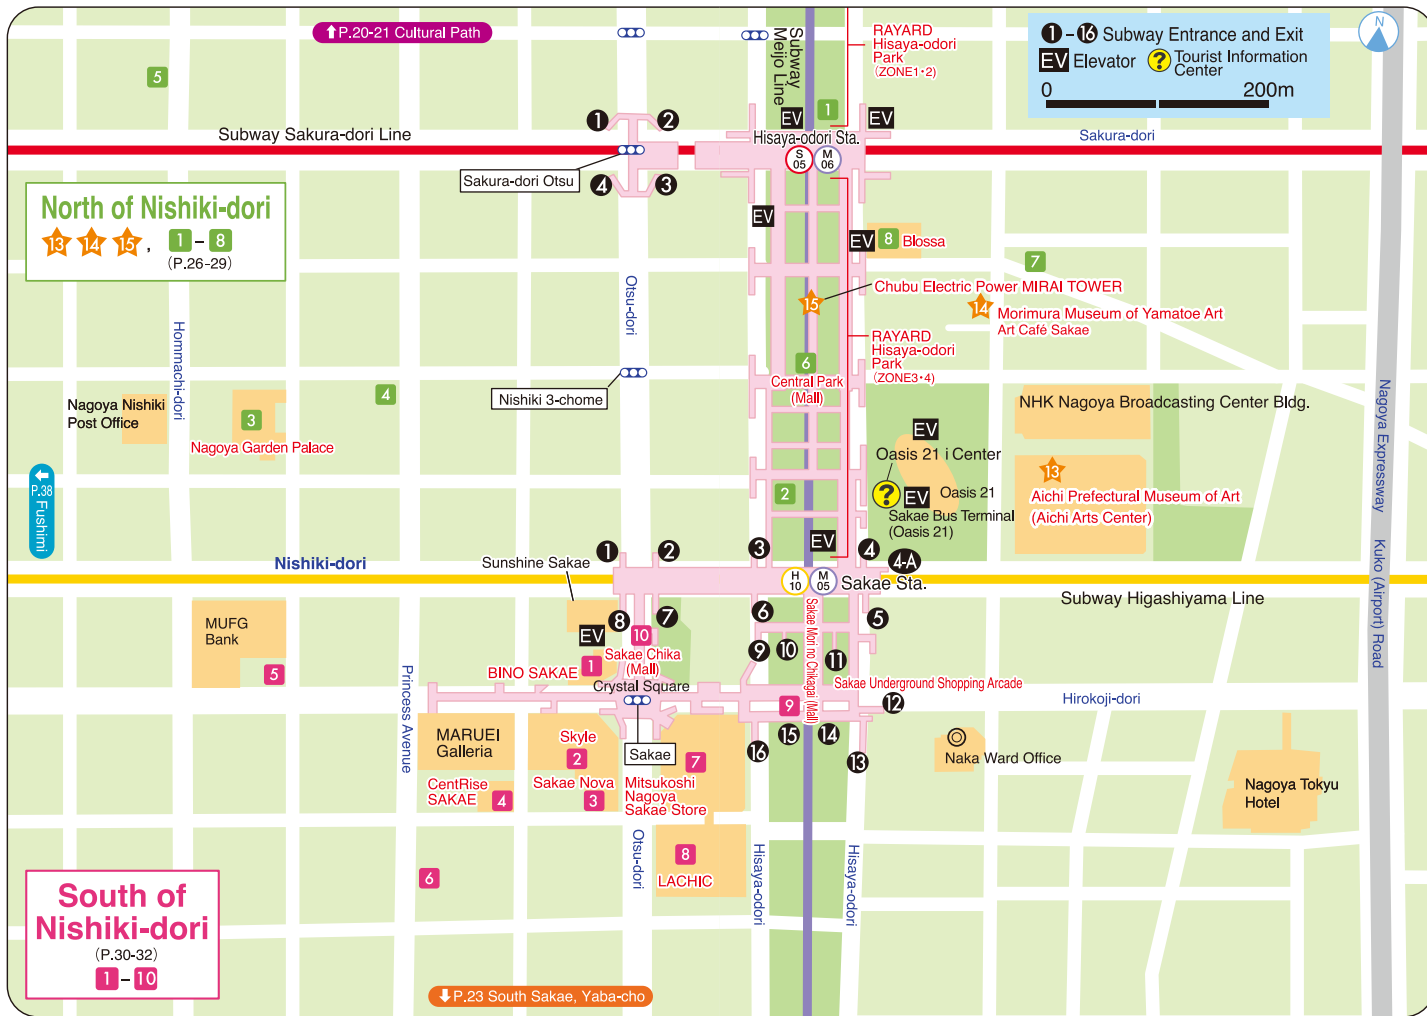 P.20-21 Cultural Path
Subway
Meijo Line
RAYARD
Hisaya-odori
Park
(ZONE1・2)
1 - 16 Subway Entrance and Exit
EV Elevator
? Tourist Information
Center
0 200m
N
5
1
EV
EV
1
2
Subway Sakura-dori Line
Hisaya-odori Sta.
Sakura-dori
S
05
M
06
Sakura-dori Otsu
4
3
North of Nishiki-dori
13 14 15, 1 - 8
(P.26-29)
EV
EV
8
Blossa
7
Otsu-dori
Chubu Electric Power MIRAI TOWER
15
14
Morimura Museum of Yamatoe Art
Art Café Sakae
Hommachi-dori
RAYARD
Hisaya-odori
Park
(ZONE3・4)
6
Central Park
(Mall)
Nishiki 3-chome
4
Nagoya Nishiki
Post Office
3
Nagoya Garden Palace
NHK Nagoya Broadcasting Center Bldg.
Nagoya Expressway
Kuko (Airport) Road
EV
Oasis 21 i Center
13
Aichi Prefectural Museum of Art
(Aichi Arts Center)
P.38
Fushimi
2
?
EV
Oasis 21
Sakae Bus Terminal
(Oasis 21)
EV
Nishiki-dori
Sunshine Sakae
1
2
3
4
4-A
H
10
M
05
Sakae Sta.
Subway Higashiyama Line
MUFG
Bank
5
8
7
6
5
EV
10
Sakae Chika
(Mall)
Sakae Mori no Chikagai (Mall)
9
10
11
BINO SAKAE
1
Crystal Square
Sakae Underground Shopping Arcade
Princess Avenue
9
12
Hirokoji-dori
MARUEI
Galleria
Skyle
2
Sakae
16
15
14
13
Naka Ward Office
CentRise
SAKAE
4
Sakae Nova
3
7
Mitsukoshi
Nagoya
Sakae Store
Nagoya Tokyu
Hotel
Otsu-dori
8
LACHIC
Hisaya-odori
Hisaya-odori
6
South of
Nishiki-dori
(P.30-32)
1 - 10
P.23 South Sakae, Yaba-cho